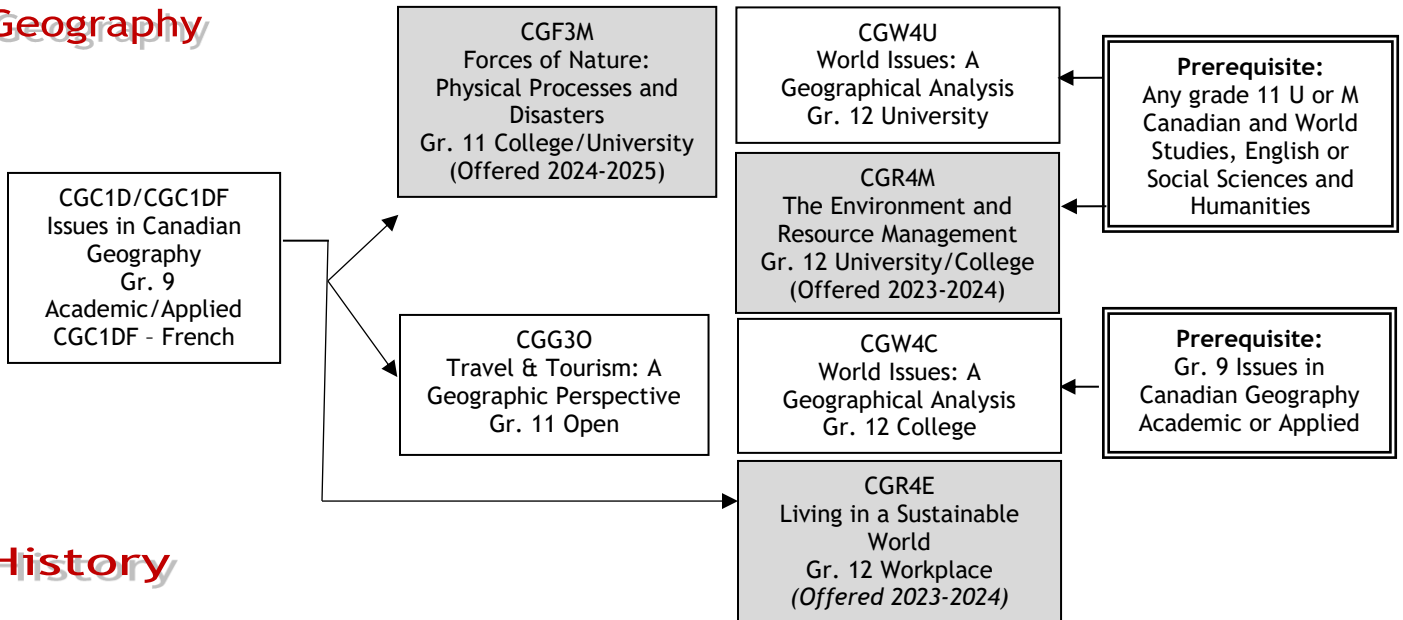 Geography
CGC1D/CGC1DF
Issues in Canadian
Geography
Gr. 9
Academic/Applied
CGC1DF – French
CGF3M
Forces of Nature:
Physical Processes and
Disasters
Gr. 11 College/University
(Offered 2024-2025)
CGG3O
Travel & Tourism: A
Geographic Perspective
Gr. 11 Open
CGW4U
World Issues: A
Geographical Analysis
Gr. 12 University
CGR4M
The Environment and
Resource Management
Gr. 12 University/College
(Offered 2023-2024)
CGW4C
World Issues: A
Geographical Analysis
Gr. 12 College
CGR4E
Living in a Sustainable
World
Gr. 12 Workplace
(Offered 2023-2024)
Prerequisite:
Any grade 11 U or M
Canadian and World
Studies, English or
Social Sciences and
Humanities
Prerequisite:
Gr. 9 Issues in
Canadian Geography
Academic or Applied
History